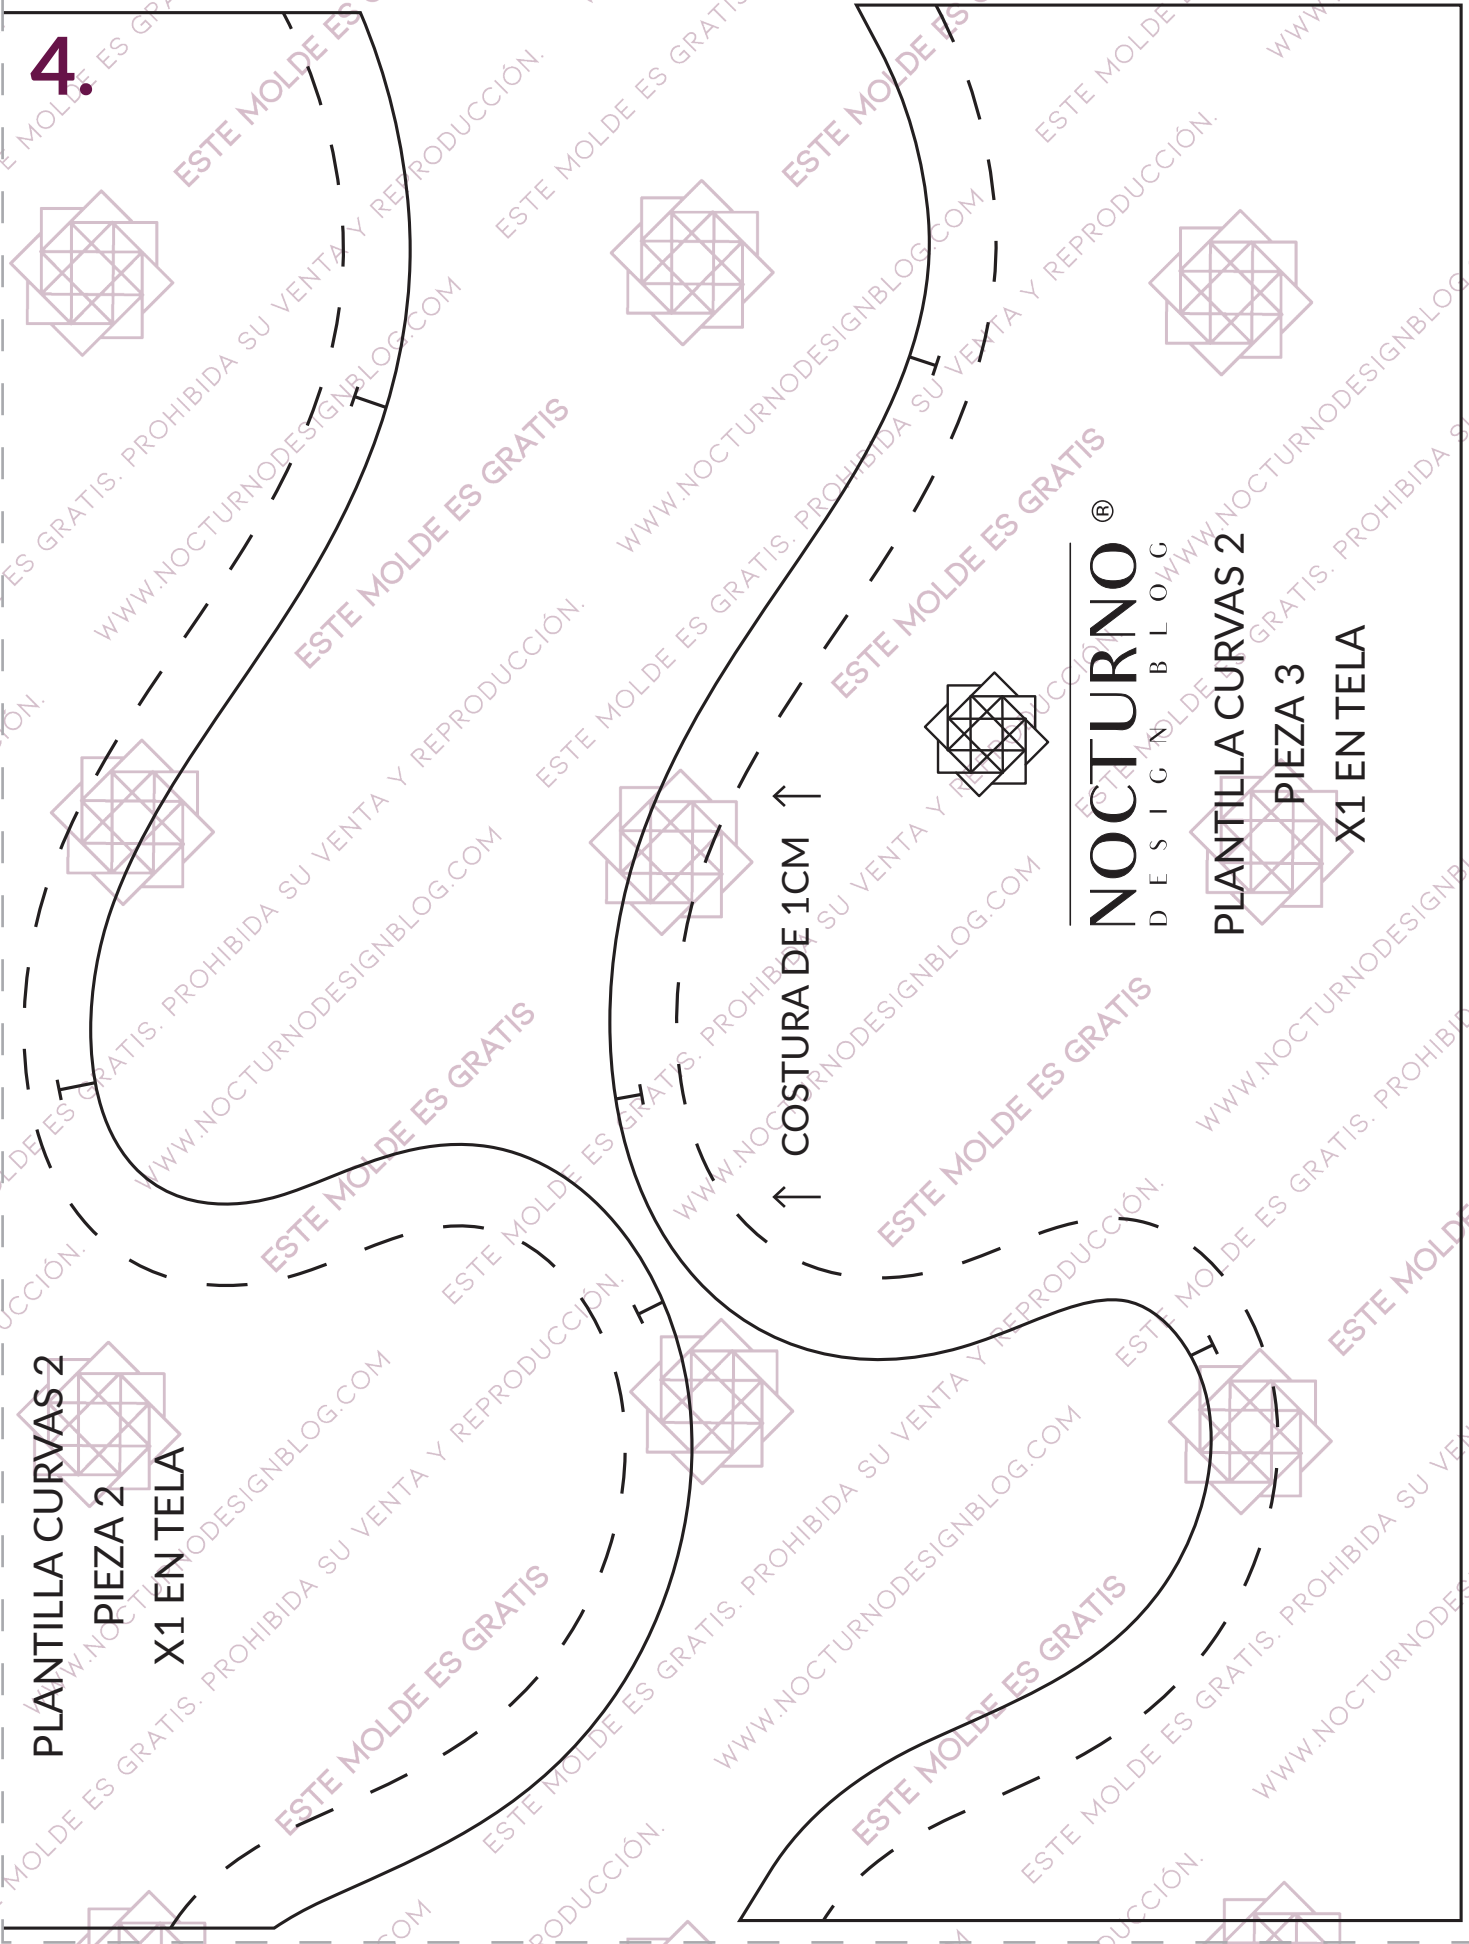 4.
PLANTILLA CURVAS 2
PIEZA 2
X1 EN TELA
← COSTURA DE 1CM →
NOCTURNO®
DESIGN BLOG
PLANTILLA CURVAS 2
PIEZA 3
X1 EN TELA
ESTE MOLDE ES GRATIS
ESTE MOLDE ES GRATIS. PROHIBIDA SU VENTA Y REPRODUCCIÓN.
WWW.NOCTURNODESIGNBLOG.COM